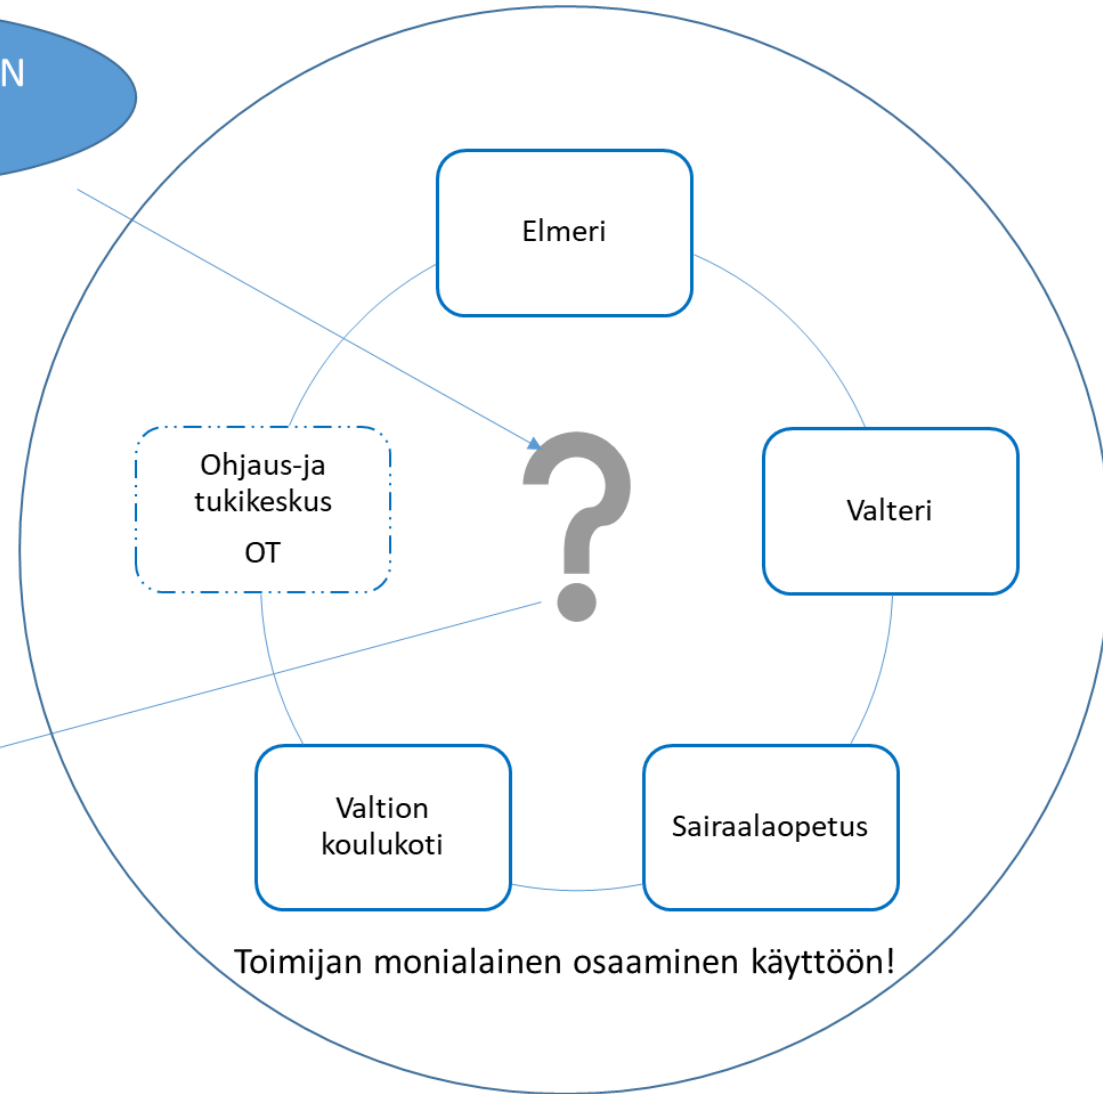 N
Elmeri
Ohjaus-ja
tukikeskus
OT
Valteri
Valtion
koulukoti
Sairaalaopetus
Toimijan monialainen osaaminen käyttöön!